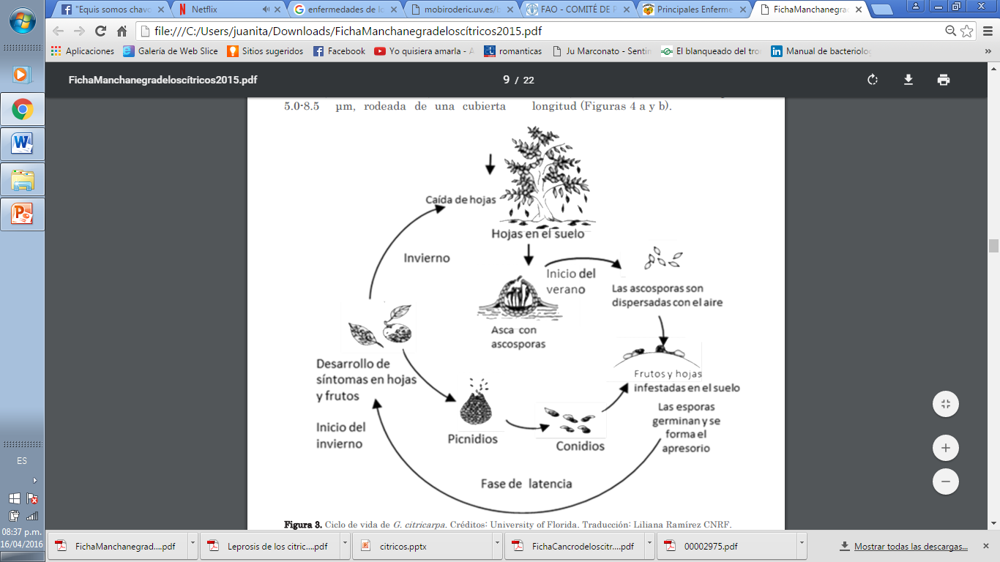 "Equis somos chavo
Netflix
enfermedades de lo
mobiroderic.uv.es/b
FAO - COMITÉ DE P
Principales Enferme
FichaManchanegrad
file:///C:/Users/juanita/Downloads/FichaManchanegradeloscítricos2015.pdf
Aplicaciones
Galería de Web Slice
Sitios sugeridos
Facebook
Yo quisiera amarla - A
romanticas
Ju Marconato - Sentin
El blanqueado del tro
Manual de bacteriolog
»
FichaManchanegradeloscítricos2015.pdf
9 / 22
5.0-8.5 µm, rodeada de una cubierta
longitud (Figuras 4 a y b).
Caída de hojas
Hojas en el suelo
Invierno
Inicio del
verano
Las ascosporas son
dispersadas con el aire
Asca con
ascosporas
Desarrollo de
síntomas en hojas
y frutos
Inicio del
invierno
Picnidios
Conidios
Frutos y hojas
infestadas en el suelo
Las esporas
germinan y se
forma el
apresorio
Fase de latencia
Figura 3. Ciclo de vida de G. citricarpa. Créditos: University of Florida. Traducción: Liliana Ramírez CNRF.
ES
08:37 p.m.
16/04/2016
FichaManchanegrad....pdf
Leprosis de los citric....pdf
citricos.pptx
FichaCancrodeloscitr....pdf
00002975.pdf
Mostrar todas las descargas...